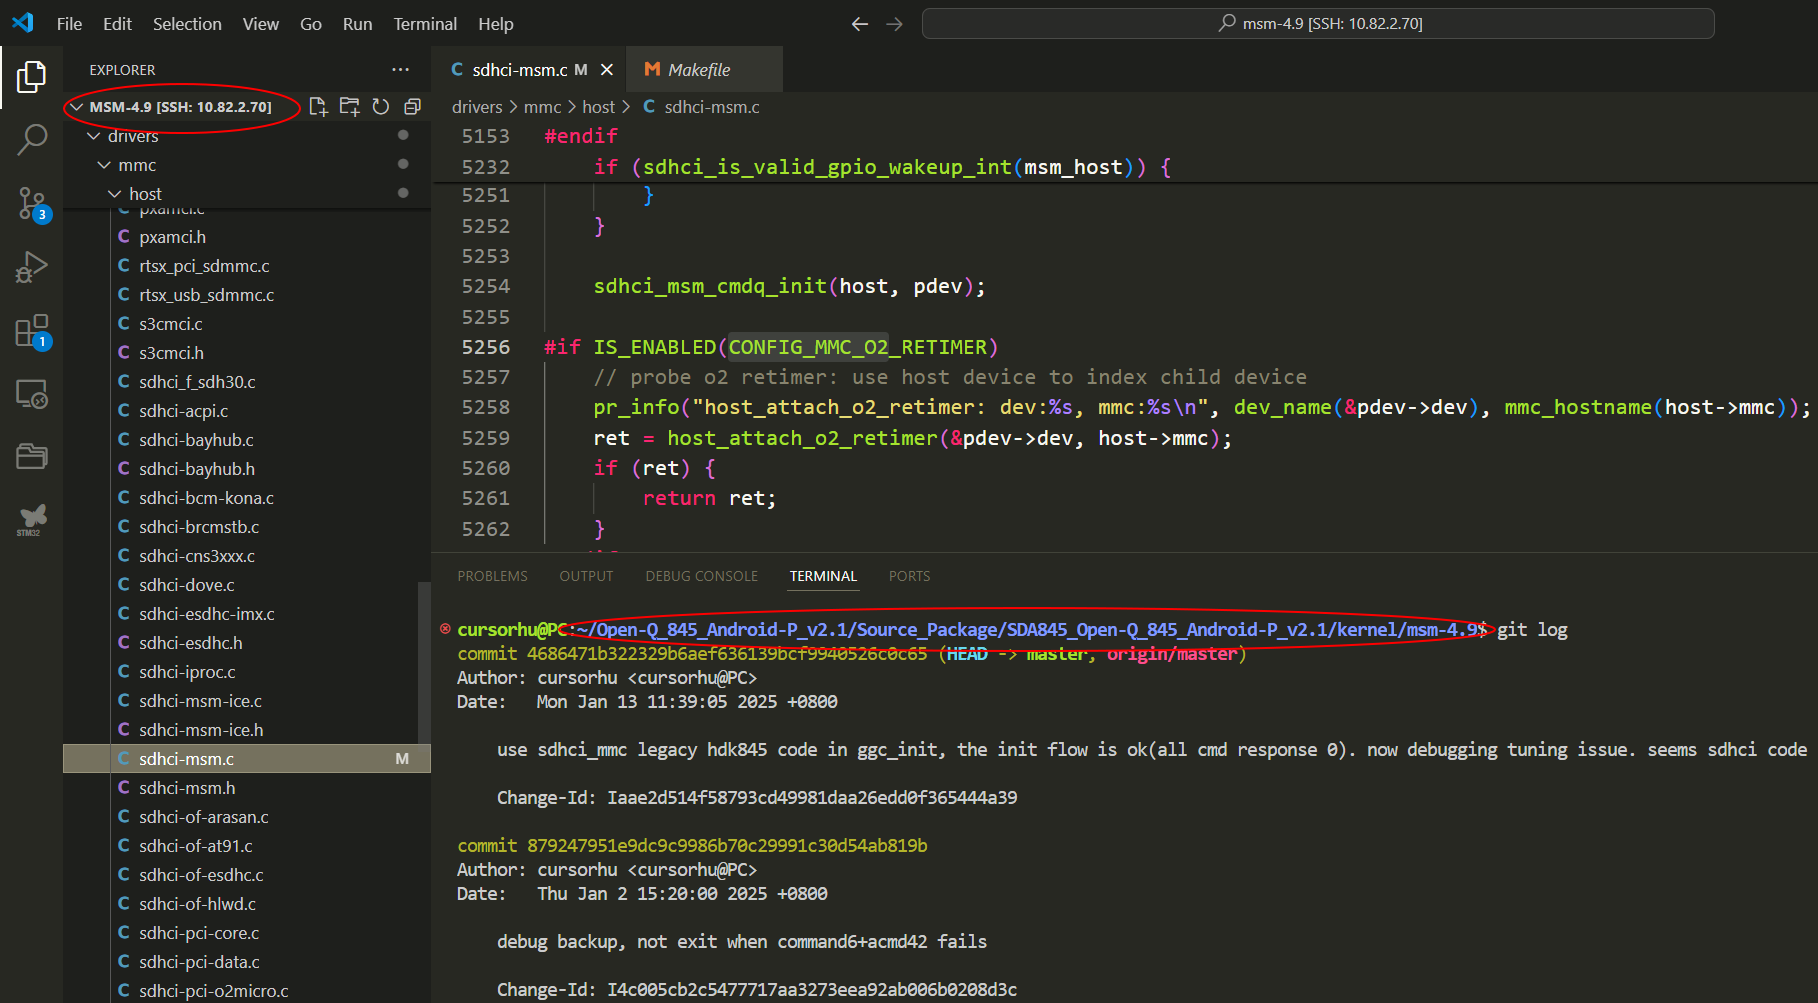 File Edit Selection View Go Run Terminal Help
msm-4.9 [SSH: 10.82.2.70]
EXPLORER
MSM-4.9 [SSH: 10.82.2.70]
drivers
mmc
host
pxamci.c
C pxamci.h
C rtsx_pci_sdmmc.c
C rtsx_usb_sdmmc.c
C s3cmci.c
C s3cmci.h
C sdhci_f_sdh30.c
C sdhci-acpi.c
C sdhci-bayhub.c
C sdhci-bayhub.h
C sdhci-bcm-kona.c
C sdhci-brcmstb.c
C sdhci-cns3xxx.c
C sdhci-dove.c
C sdhci-esdhc-imx.c
C sdhci-esdhc.h
C sdhci-iproc.c
C sdhci-msm-ice.c
C sdhci-msm-ice.h
C sdhci-msm.c M
C sdhci-msm.h
C sdhci-of-arasan.c
C sdhci-of-at91.c
C sdhci-of-esdhc.c
C sdhci-of-hlwd.c
C sdhci-pci-core.c
C sdhci-pci-data.c
C sdhci-pci-o2micro.c
3
1
STM32
C sdhci-msm.c M
M Makefile
drivers > mmc > host > C sdhci-msm.c
5153 #endif
5232 if (sdhci_is_valid_gpio_wakeup_int(msm_host)) {
5251 }
5252 }
5253
5254 sdhci_msm_cmdq_init(host, pdev);
5255
5256 #if IS_ENABLED(CONFIG_MMC_O2_RETIMER)
5257 // probe o2 retimer: use host device to index child device
5258 pr_info("host_attach_o2_retimer: dev:%s, mmc:%s\n", dev_name(&pdev->dev), mmc_hostname(host->mmc));
5259 ret = host_attach_o2_retimer(&pdev->dev, host->mmc);
5260 if (ret) {
5261 return ret;
5262 }
PROBLEMS OUTPUT DEBUG CONSOLE TERMINAL PORTS
cursorhu@PC:~/Open-Q_845_Android-P_v2.1/Source_Package/SDA845_Open-Q_845_Android-P_v2.1/kernel/msm-4.9$ git log
commit 4686471b322329b6aef636139bcf9940526c0c65 (HEAD -> master, origin/master)
Author: cursorhu <cursorhu@PC>
Date: Mon Jan 13 11:39:05 2025 +0800
use sdhci_mmc legacy hdk845 code in ggc_init, the init flow is ok(all cmd response 0). now debugging tuning issue. seems sdhci code
Change-Id: Iaae2d514f58793cd49981daa26edd0f365444a39
commit 879247951e9dc9c9986b70c29991c30d54ab819b
Author: cursorhu <cursorhu@PC>
Date: Thu Jan 2 15:20:00 2025 +0800
debug backup, not exit when command6+acmd42 fails
Change-Id: I4c005cb2c5477717aa3273eea92ab006b0208d3c